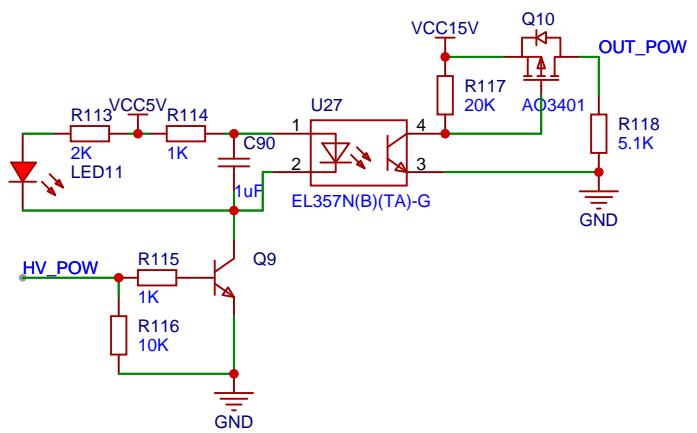 Q10
VCC15V
OUT_POW
R117
20K
AO3401
U27
R113
VCC5V
R114
C90
1
4
R118
5.1K
2K
1K
LED11
2
3
1uF
EL357N(B)(TA)-G
GND
HV_POW
R115
Q9
1K
R116
10K
GND